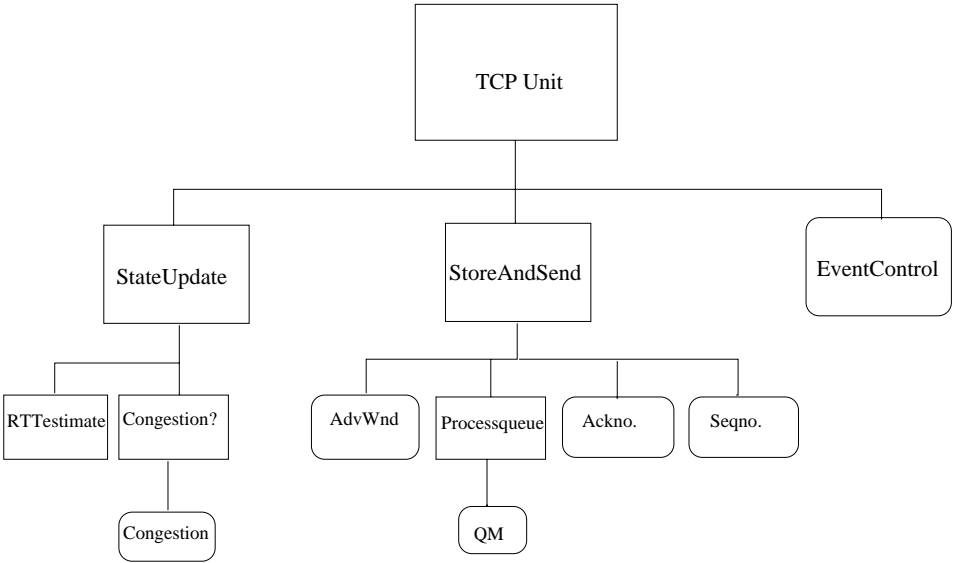 TCP Unit
StateUpdate
StoreAndSend
EventControl
RTTestimate
Congestion?
AdvWnd
Processqueue
Ackno.
Seqno.
Congestion
QM